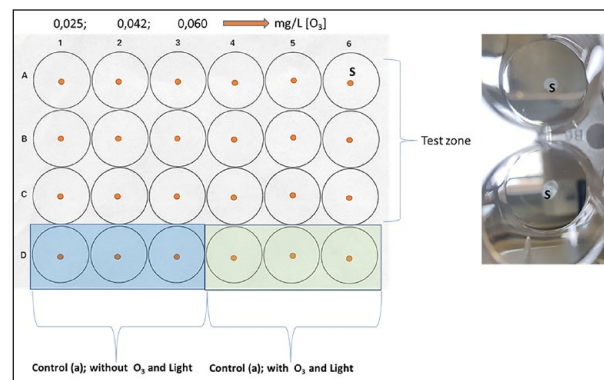 0,025; 0,042; 0,060 mg/L [O₃]
1 2 3 4 5 6
A S
B
C
D
Test zone
Control (a); without O₃ and Light
Control (a); with O₃ and Light
S
S